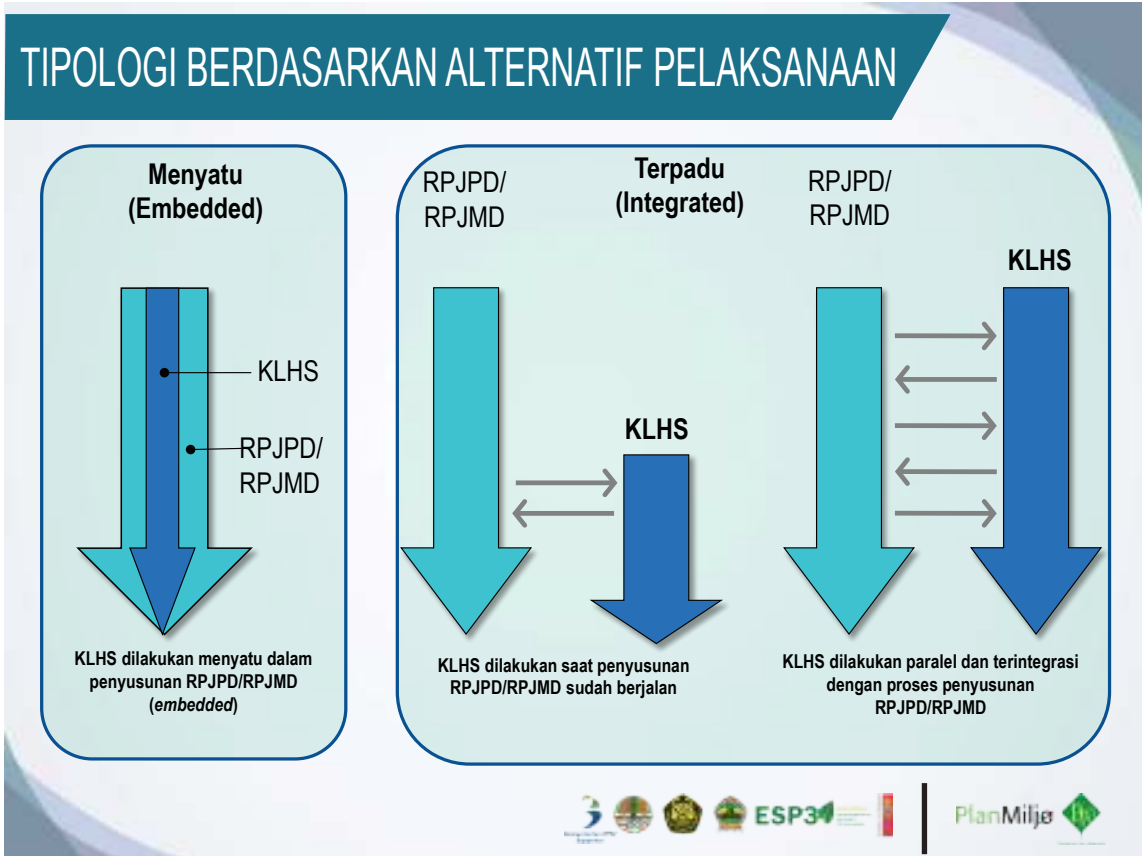 TIPOLOGI BERDASARKAN ALTERNATIF PELAKSANAAN
Menyatu
(Embedded)
KLHS
RPJPD/
RPJMD
KLHS dilakukan menyatu dalam
penyusunan RPJPD/RPJMD
(embedded)
Terpadu
(Integrated)
RPJPD/
RPJMD
KLHS
KLHS dilakukan saat penyusunan
RPJPD/RPJMD sudah berjalan
RPJPD/
RPJMD
KLHS
KLHS dilakukan paralel dan terintegrasi
dengan proses penyusunan
RPJPD/RPJMD
ESP3
PlanMiljø